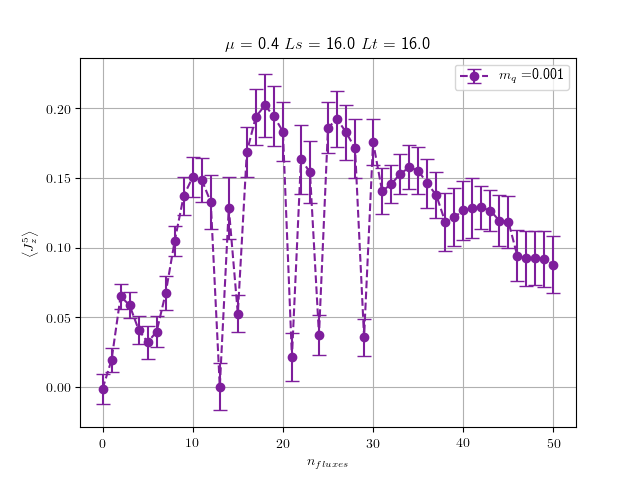 μ = 0.4 Ls = 16.0 Lt = 16.0
m_q =0.001
⟨J_z^5⟩
0.20
0.15
0.10
0.05
0.00
0 10 20 30 40 50
n_fluxes